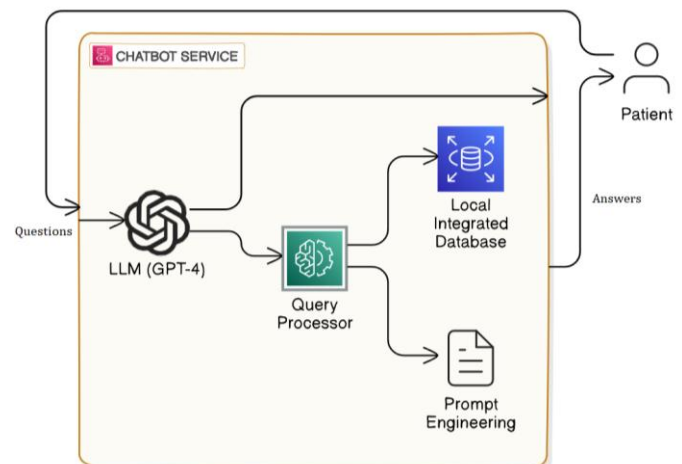 CHATBOT SERVICE
Patient
Local
Integrated
Database
Answers
Questions
LLM (GPT-4)
Query
Processor
Prompt
Engineering